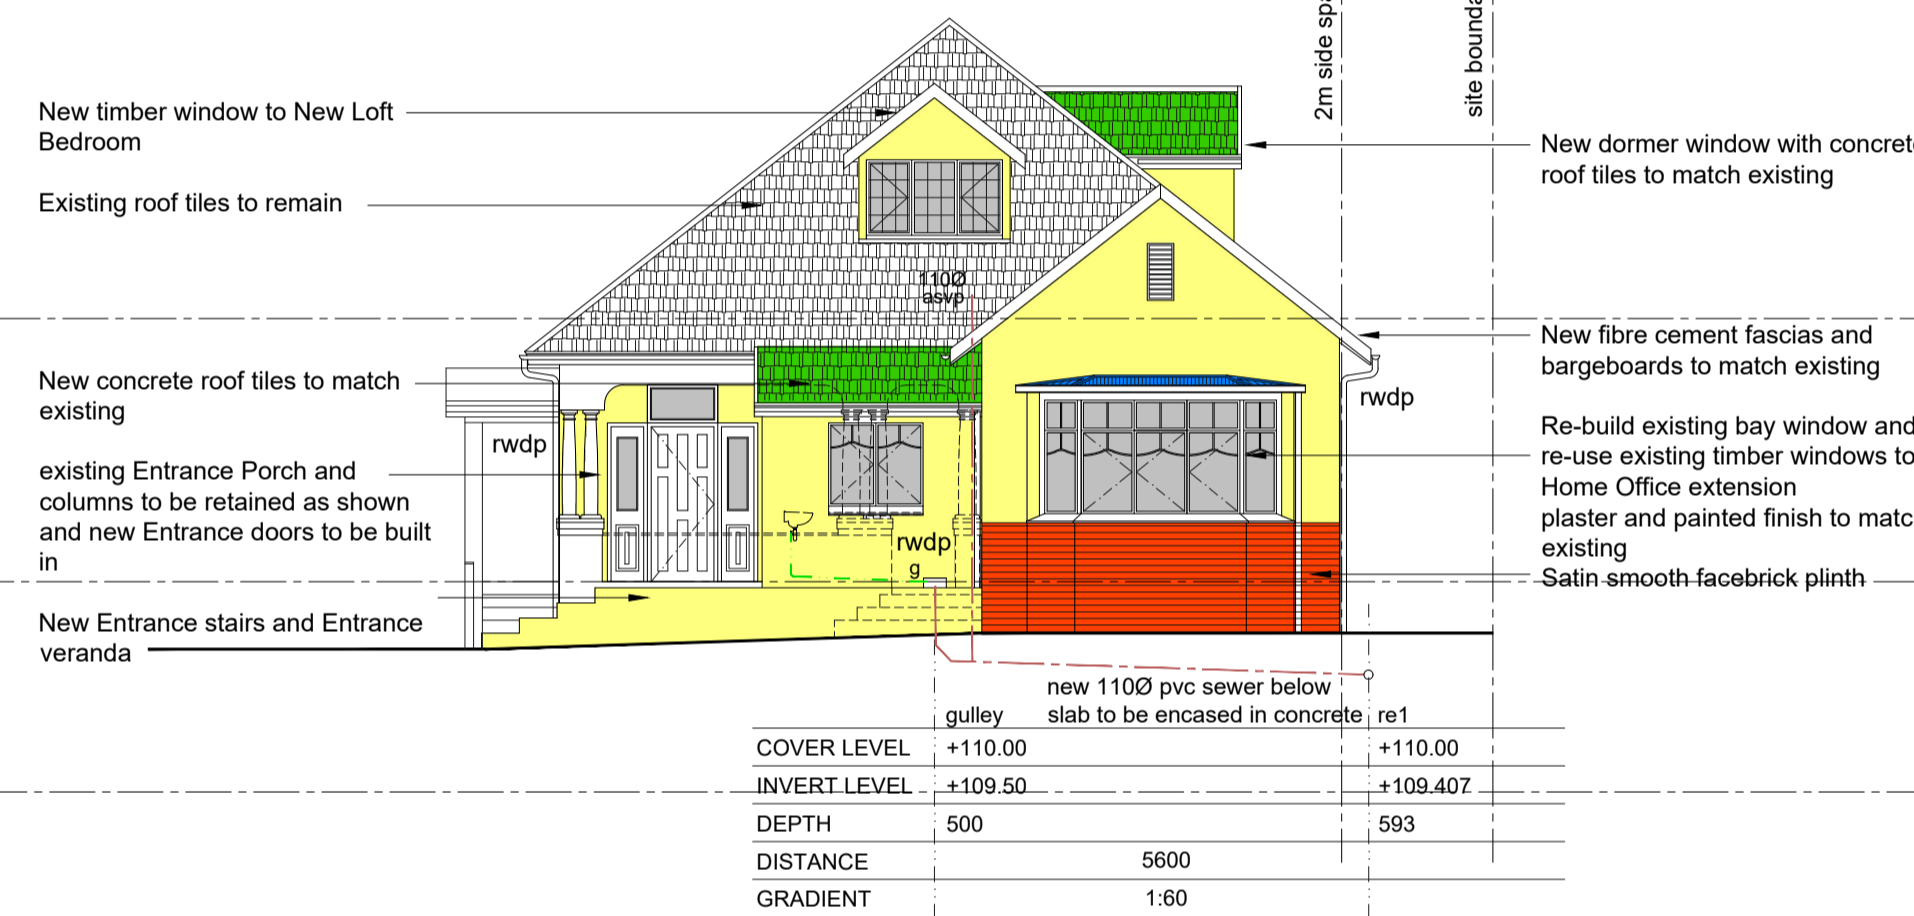 2m side spa
site bounda
New timber window to New Loft
Bedroom
Existing roof tiles to remain
New concrete roof tiles to match
existing
existing Entrance Porch and
columns to be retained as shown
and new Entrance doors to be built
in
New Entrance stairs and Entrance
veranda
110Ø
asvp
rwdp
rwdp
g
rwdp
New dormer window with concrete
roof tiles to match existing
New fibre cement fascias and
bargeboards to match existing
Re-build existing bay window and
re-use existing timber windows to
Home Office extension
plaster and painted finish to matc
existing
Satin smooth facebrick plinth
new 110Ø pvc sewer below
gulley slab to be encased in concrete re1
COVER LEVEL +110.00 +110.00
INVERT LEVEL +109.50 +109.407
DEPTH 500 593
DISTANCE 5600
GRADIENT 1:60